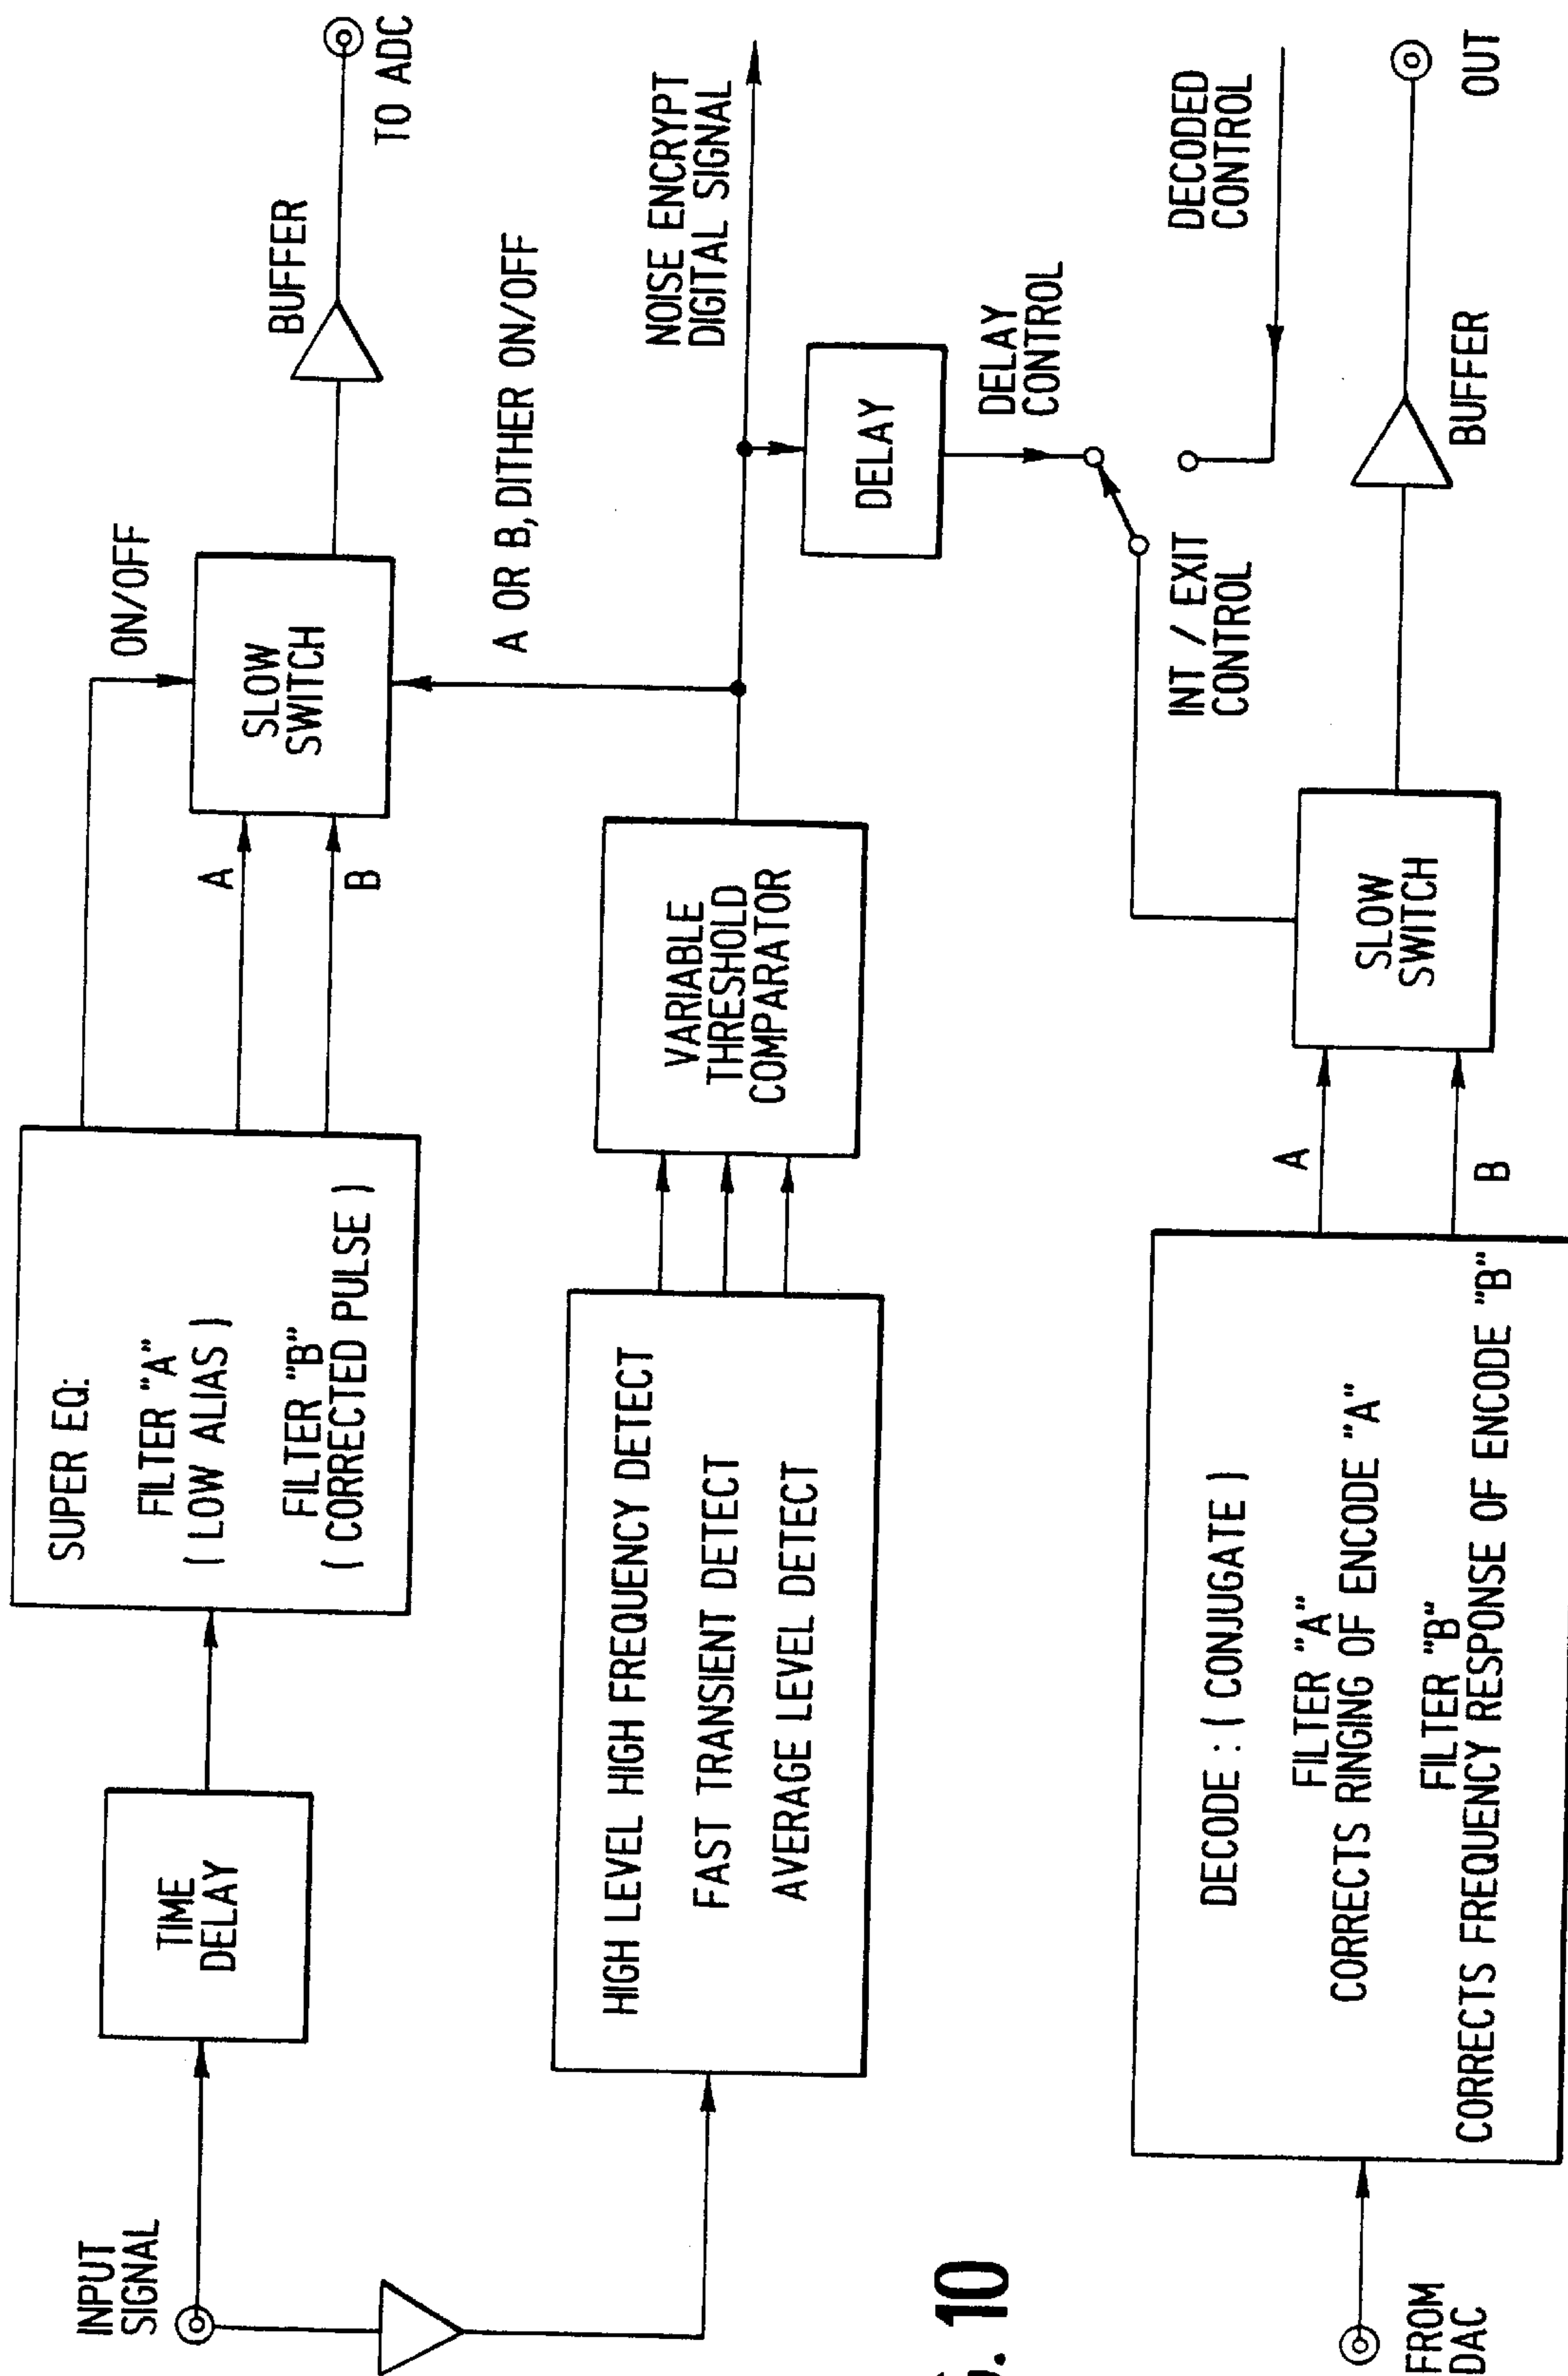 INPUT
SIGNAL
TIME
DELAY
SUPER EQ:
FILTER "A"
( LOW ALIAS )
FILTER "B"
( CORRECTED PULSE )
ON/OFF
A
B
SLOW
SWITCH
BUFFER
TO ADC
A OR B, DITHER ON/OFF
HIGH LEVEL HIGH FREQUENCY DETECT
FAST TRANSIENT DETECT
AVERAGE LEVEL DETECT
VARIABLE
THRESHOLD
COMPARATOR
NOISE ENCRYPT
DIGITAL SIGNAL
DELAY
DELAY
CONTROL
INT / EXIT
CONTROL
DECODED
CONTROL
10
FROM
DAC
DECODE : ( CONJUGATE )
FILTER "A"
CORRECTS RINGING OF ENCODE "A"
FILTER "B"
CORRECTS FREQUENCY RESPONSE OF ENCODE "B"
A
B
SLOW
SWITCH
BUFFER
OUT